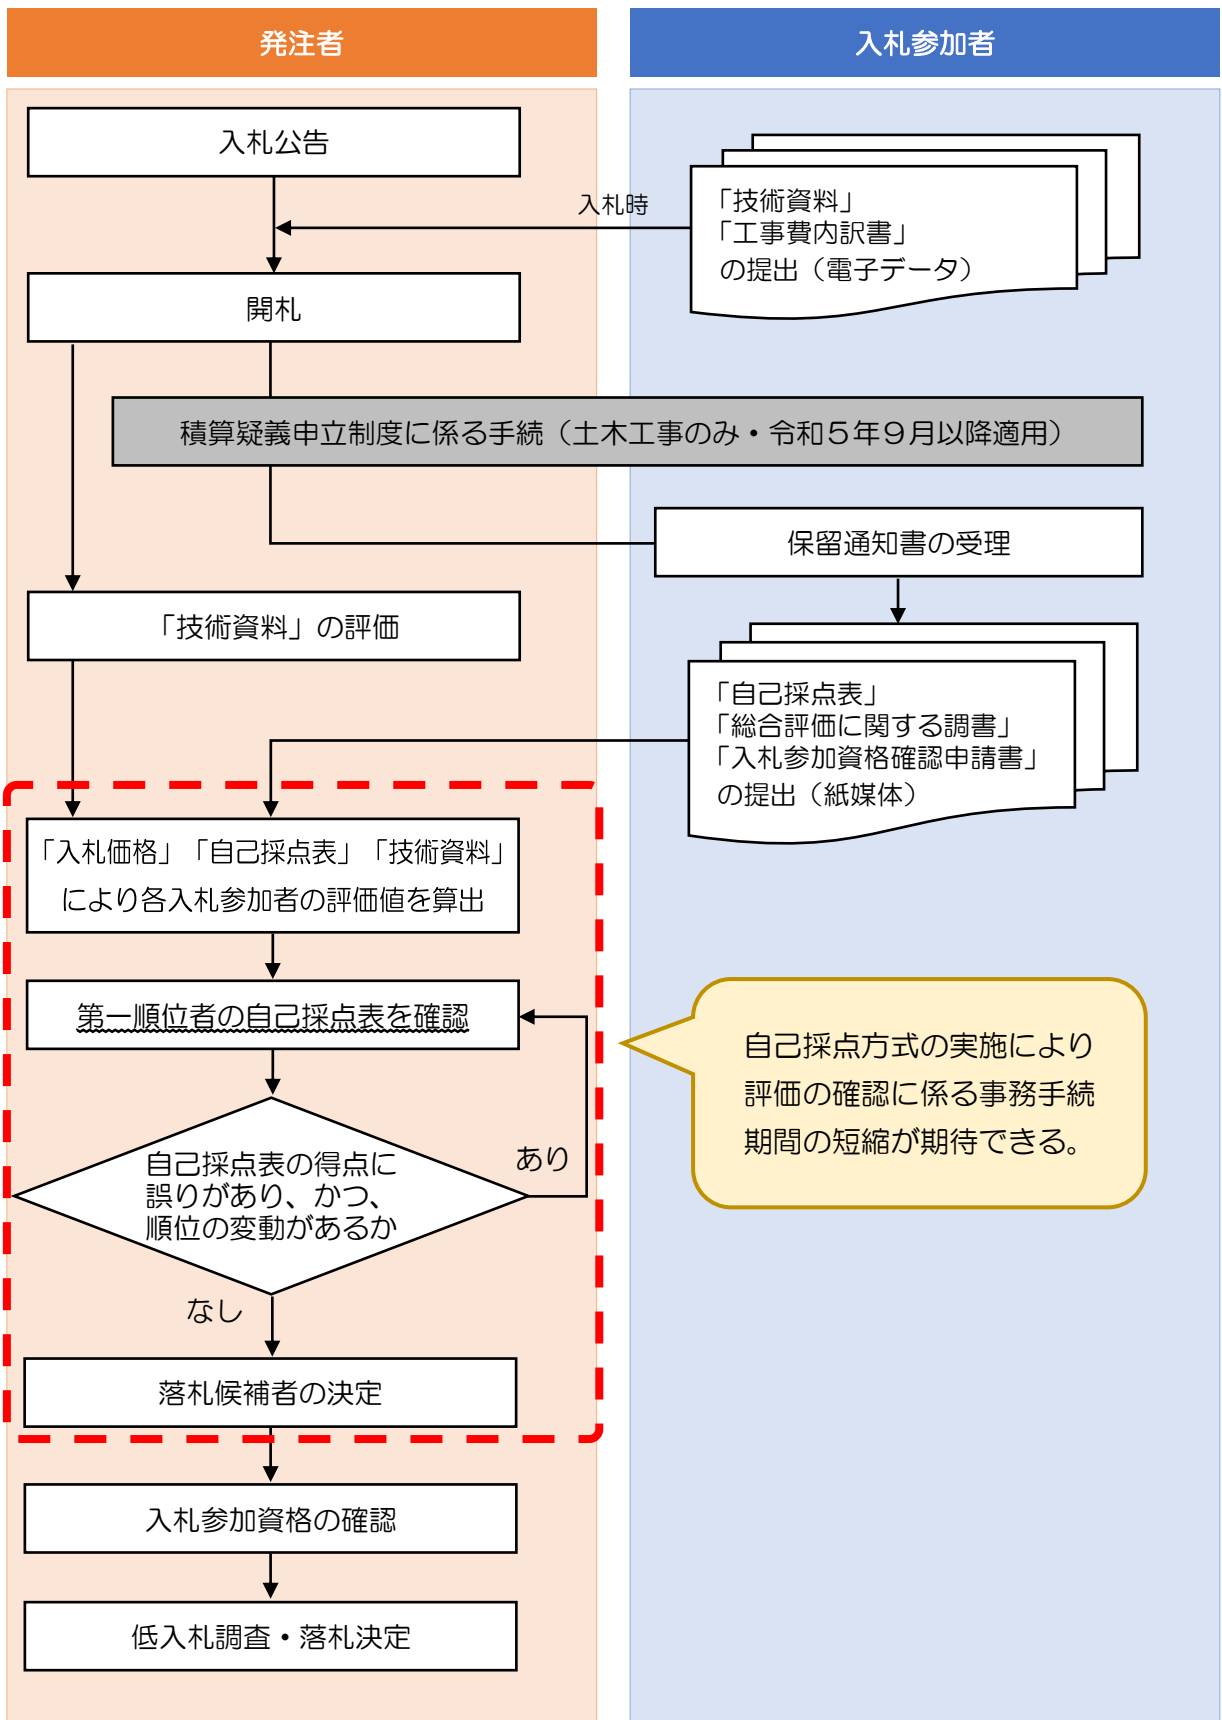 発注者
入札参加者
入札公告
入札時
「技術資料」
「工事費内訳書」
の提出（電子データ）
開札
積算疑義申立制度に係る手続（土木工事のみ・令和５年９月以降適用）
保留通知書の受理
「技術資料」の評価
「自己採点表」
「総合評価に関する調書」
「入札参加資格確認申請書」
の提出（紙媒体）
「入札価格」「自己採点表」「技術資料」
により各入札参加者の評価値を算出
第一順位者の自己採点表を確認
自己採点方式の実施により
評価の確認に係る事務手続
期間の短縮が期待できる。
自己採点表の得点に
誤りがあり、かつ、
順位の変動があるか
あり
なし
落札候補者の決定
入札参加資格の確認
低入札調査・落札決定